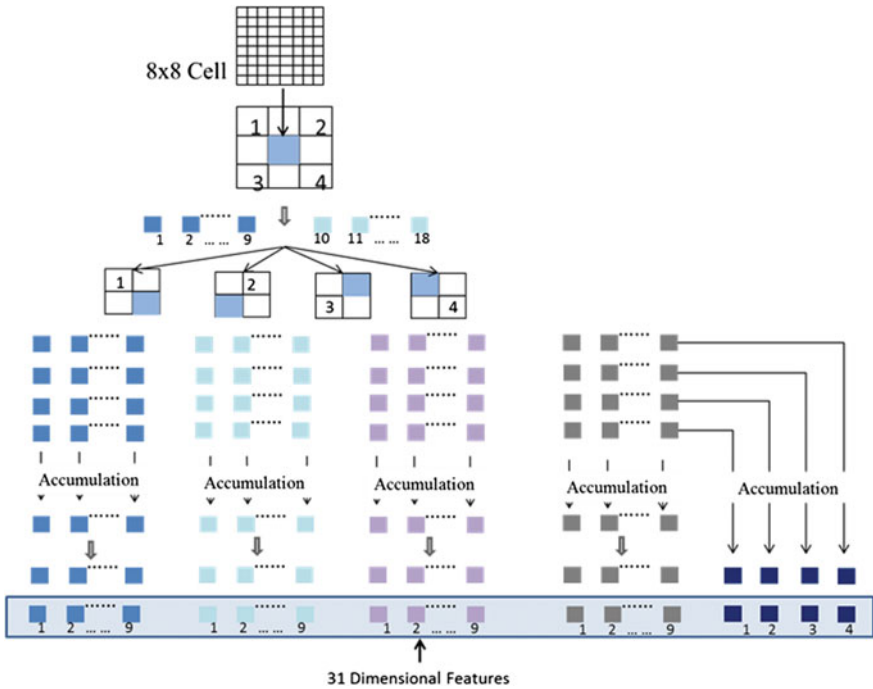 8x8 Cell
1 2
3 4
...... ......
1 2 ... ... 9 10 11 ... ... 18
1 2 3 4
...... ...... ...... ......
...... ...... ...... ......
...... ...... ...... ......
...... ...... ...... ......
Accumulation Accumulation Accumulation Accumulation Accumulation
...... ...... ...... ......
...... ...... ...... ......
...... ...... ...... ......
1 2 ... ... 9 1 2 ... ... 9 1 2 ... ... 9 1 2 ... ... 9 1 2 3 4
31 Dimensional Features